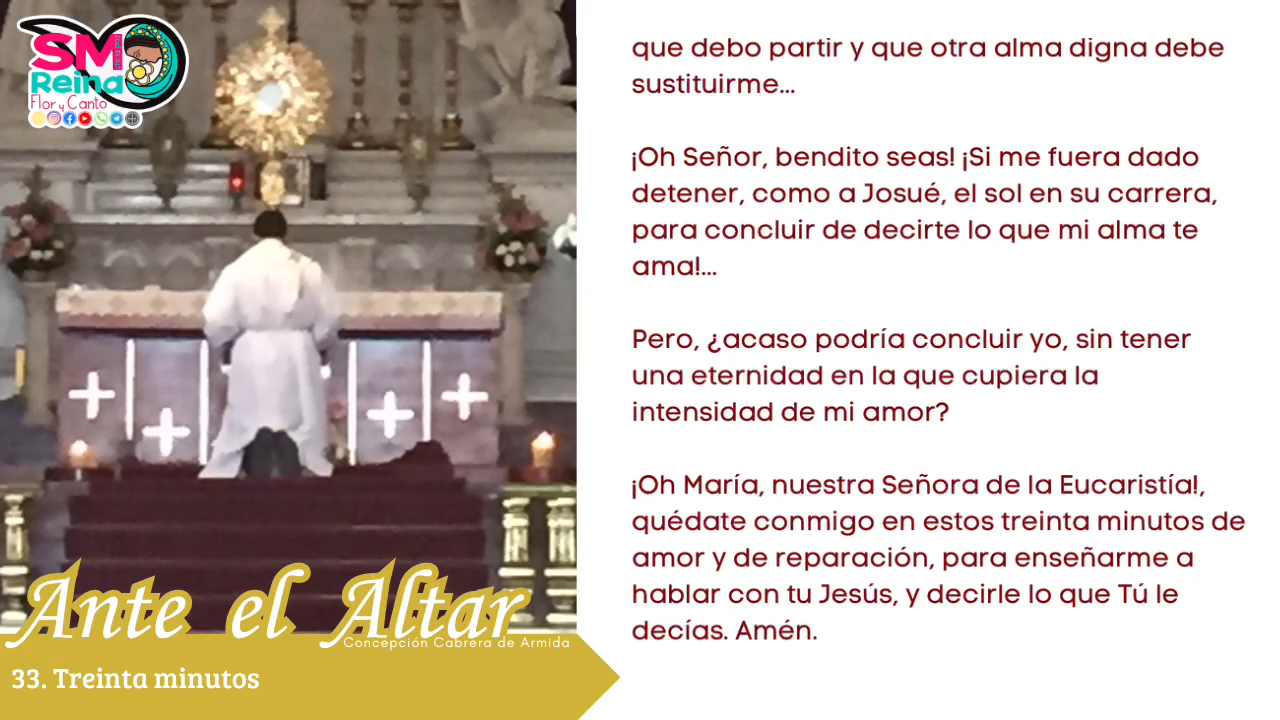 SM
Reina
Flor y Canto
Ante el Altar
Concepción Cabrera de Armida
33. Treinta minutos
que debo partir y que otra alma digna debe
sustituirme...
¡Oh Señor, bendito seas! ¡Si me fuera dado
detener, como a Josué, el sol en su carrera,
para concluir de decirte lo que mi alma te
ama!...
Pero, ¿acaso podría concluir yo, sin tener
una eternidad en la que cupiera la
intensidad de mi amor?
¡Oh María, nuestra Señora de la Eucaristía!,
quédate conmigo en estos treinta minutos de
amor y de reparación, para enseñarme a
hablar con tu Jesús, y decirle lo que Tú le
decías. Amén.